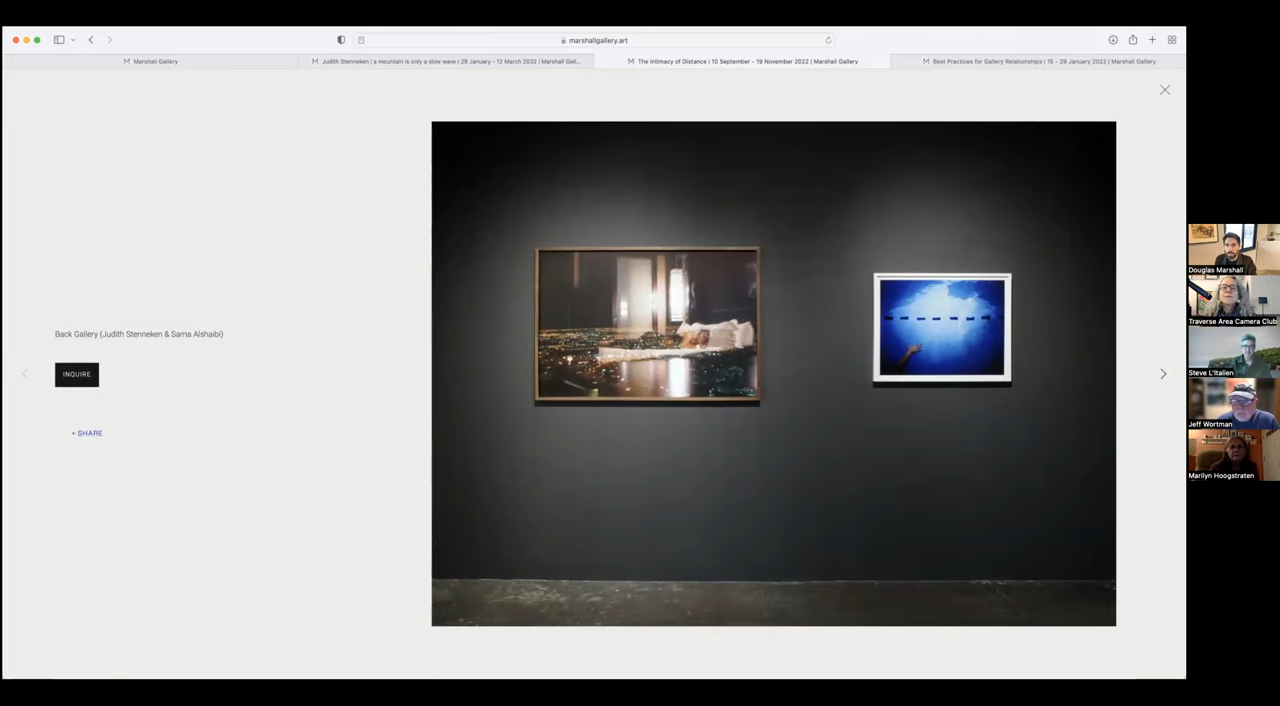 marshallgallery.art
Marshall Gallery
Judith Stenneken | a mountain is only a slow wave | 29 January - 12 March 2022 | Marshall Gall...
The Intimacy of Distance | 10 September - 19 November 2022 | Marshall Gallery
Best Practices for Gallery Relationships | 15 - 29 January 2022 | Marshall Gallery
Back Gallery (Judith Stenneken & Sama Alshaibi)
INQUIRE
+ SHARE
Douglas Marshall
Traverse Area Camera Club
Steve L'Italien
Jeff Wortman
Marilyn Hoogstraten